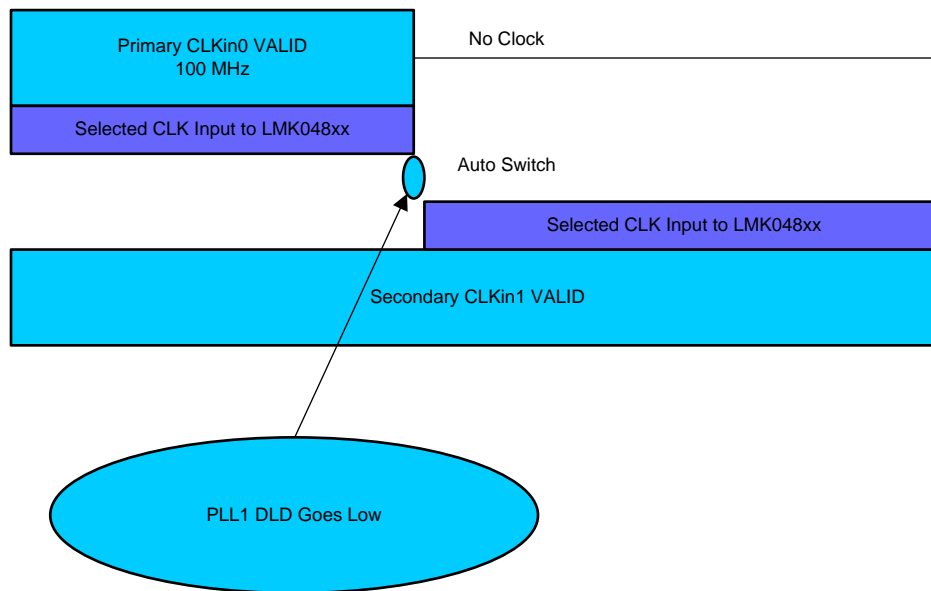 Primary CLKin0 VALID
100 MHz
No Clock
Selected CLK Input to LMK048xx
Auto Switch
Selected CLK Input to LMK048xx
Secondary CLKin1 VALID
PLL1 DLD Goes Low